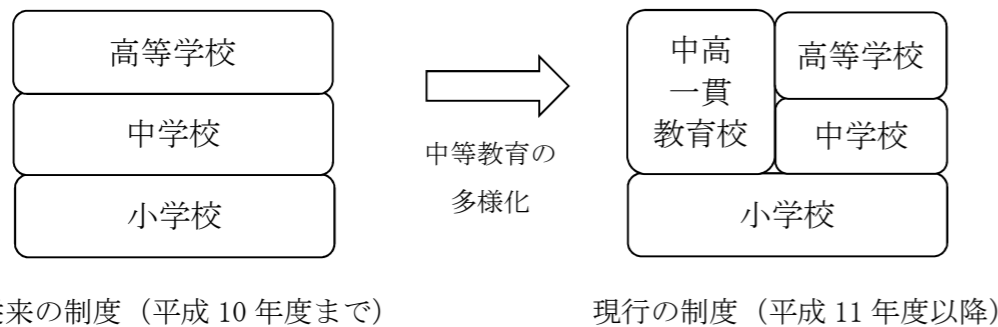 高等学校
中学校
小学校
中等教育の
多様化
中高
一貫
教育校
高等学校
中学校
小学校
来の制度（平成 10 年度まで）
現行の制度（平成 11 年度以降）